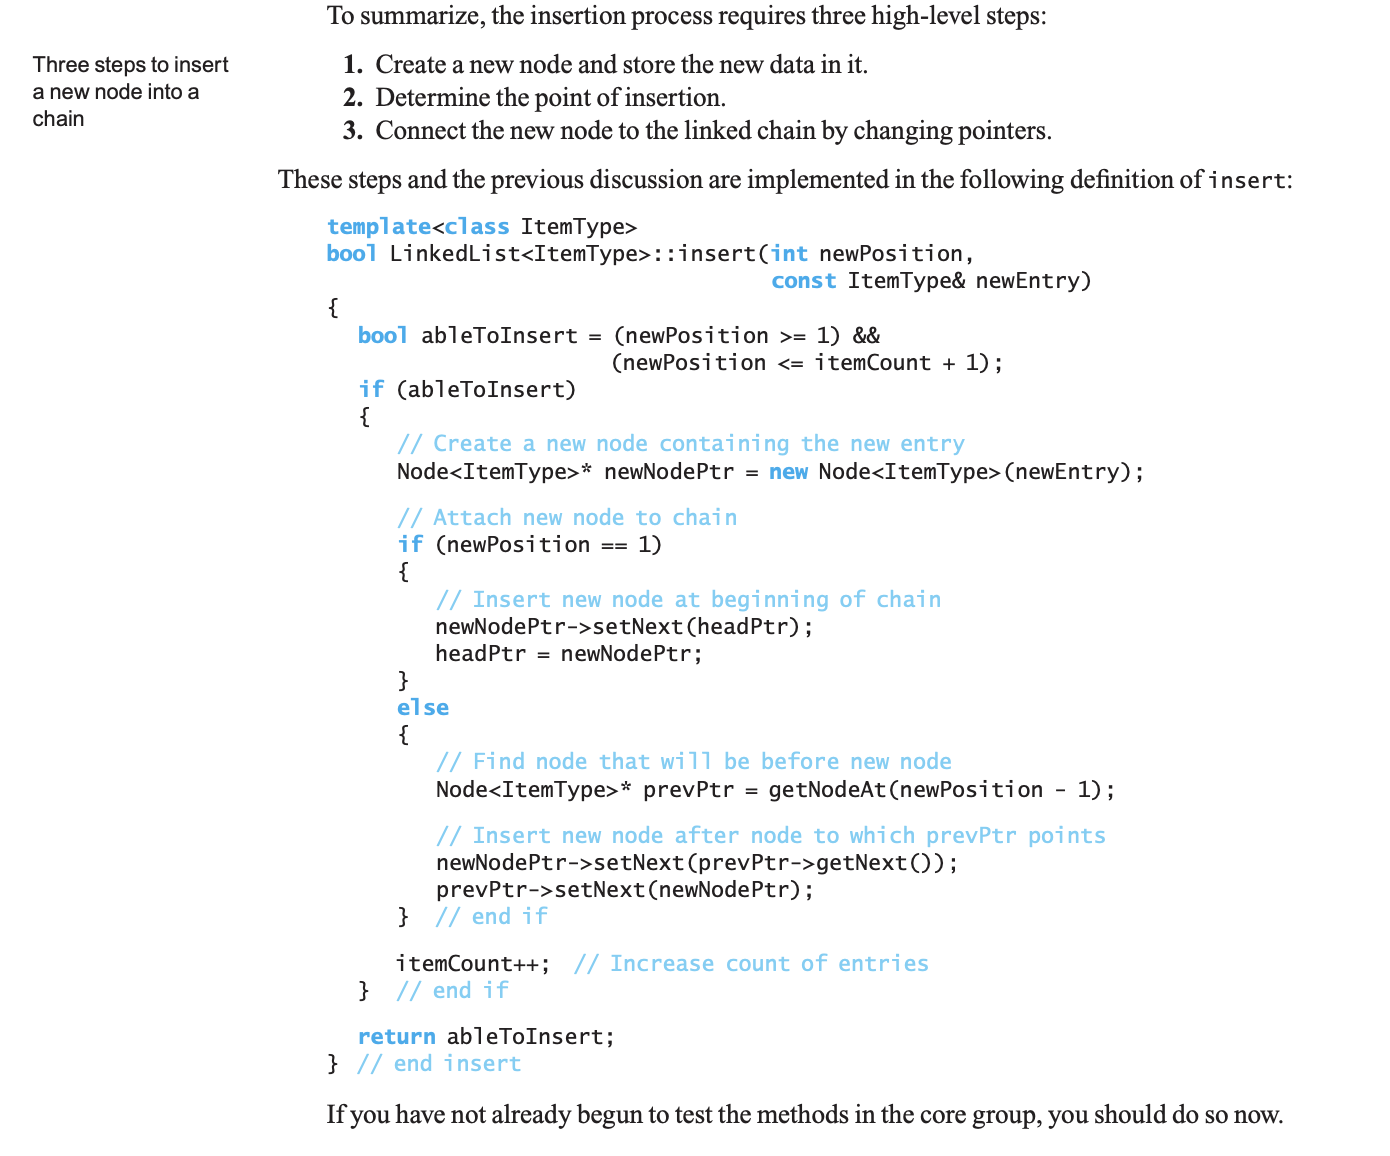 To summarize, the insertion process requires three high-level steps:
Three steps to insert
a new node into a
chain
1. Create a new node and store the new data in it.
2. Determine the point of insertion.
3. Connect the new node to the linked chain by changing pointers.
These steps and the previous discussion are implemented in the following definition of insert:
template<class ItemType>
bool LinkedList<ItemType>::insert(int newPosition,
const ItemType& newEntry)
{
bool ableToInsert = (newPosition >= 1) &&
(newPosition <= itemCount + 1);
if (ableToInsert)
{
// Create a new node containing the new entry
Node<ItemType>* newNodePtr = new Node<ItemType>(newEntry);
// Attach new node to chain
if (newPosition == 1)
{
// Insert new node at beginning of chain
newNodePtr->setNext(headPtr);
headPtr = newNodePtr;
}
else
{
// Find node that will be before new node
Node<ItemType>* prevPtr = getNodeAt(newPosition - 1);
// Insert new node after node to which prevPtr points
newNodePtr->setNext(prevPtr->getNext());
prevPtr->setNext(newNodePtr);
} // end if
itemCount++; // Increase count of entries
} // end if
return ableToInsert;
} // end insert
If you have not already begun to test the methods in the core group, you should do so now.